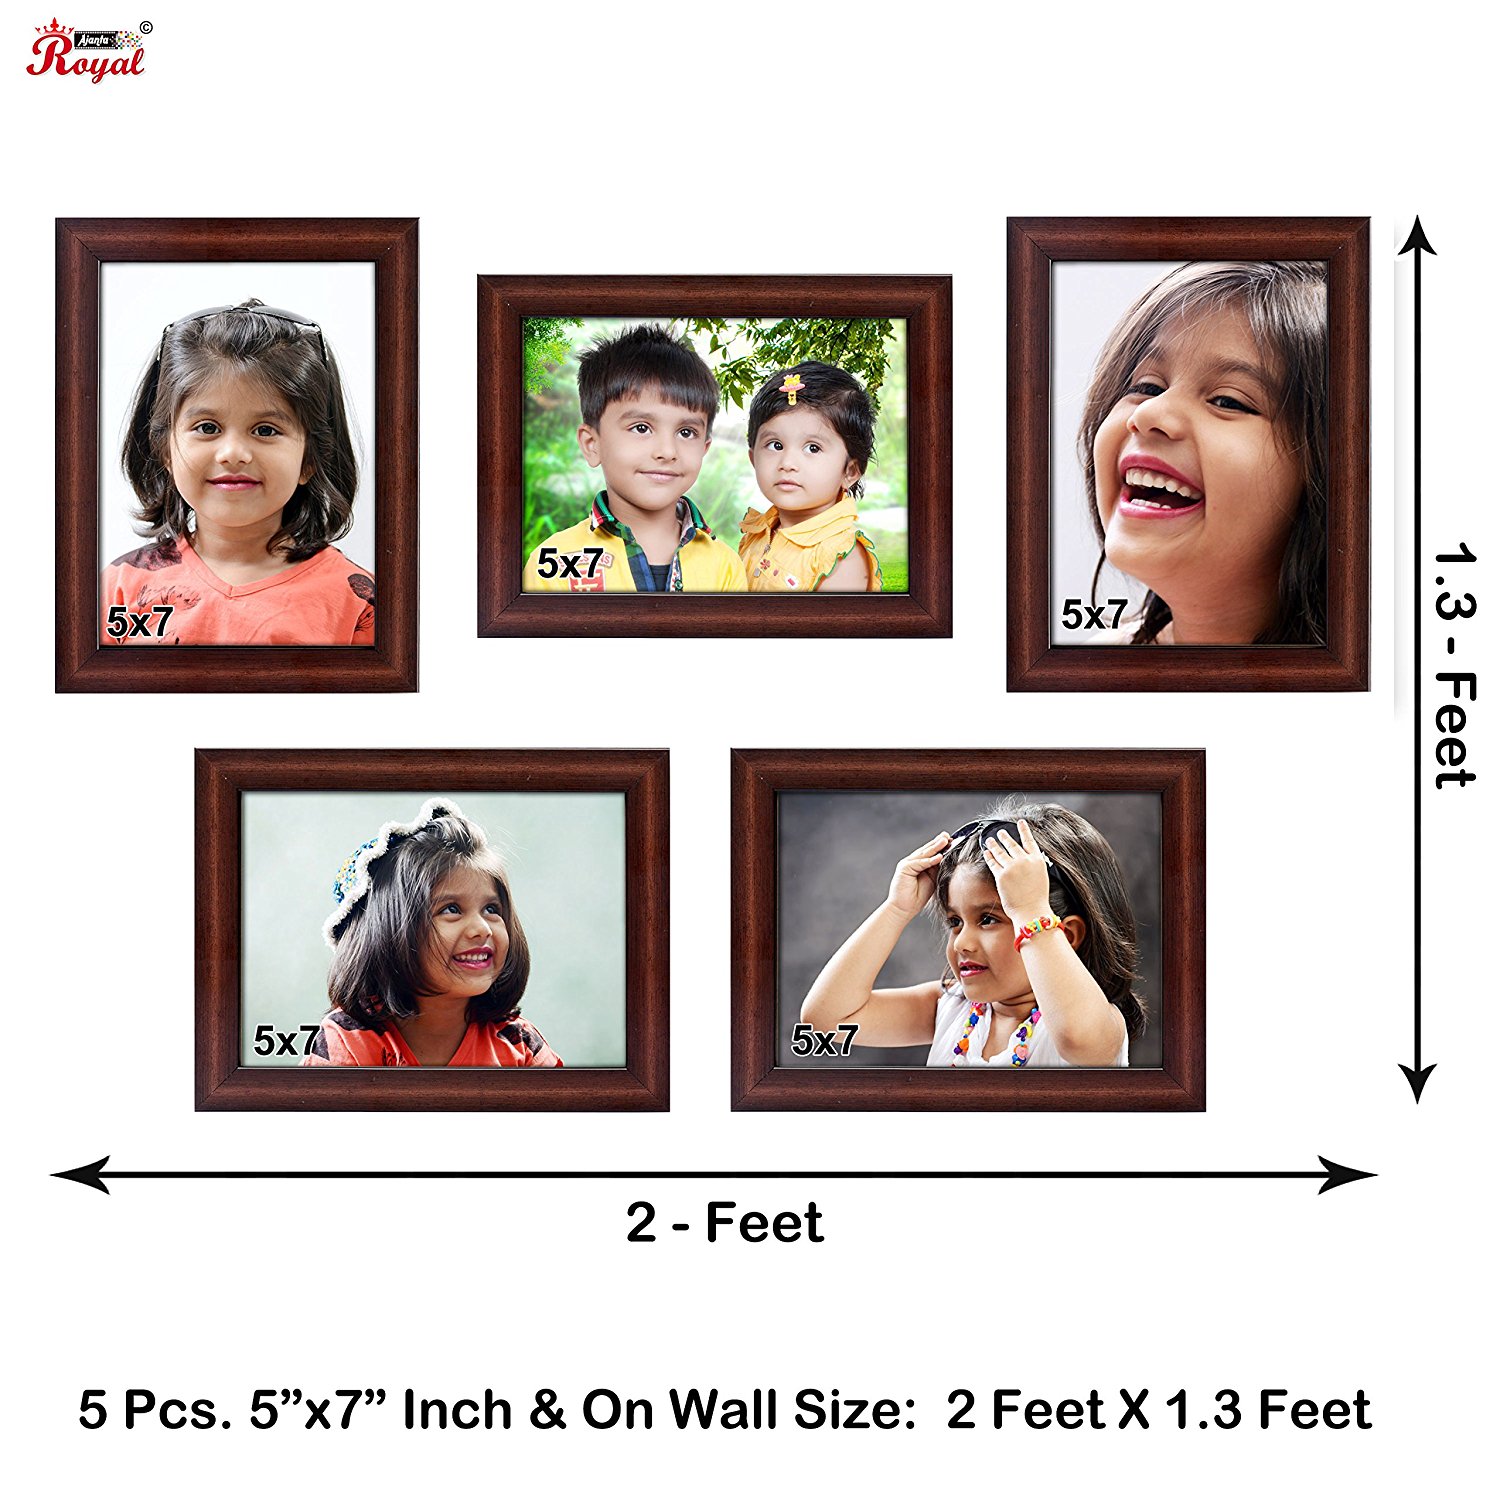 Ajanta ©
Royal
5x7
5x7
5x7
1.3 - Feet
5x7
5x7
2 - Feet
5 Pcs. 5”x7” Inch & On Wall Size: 2 Feet X 1.3 Feet